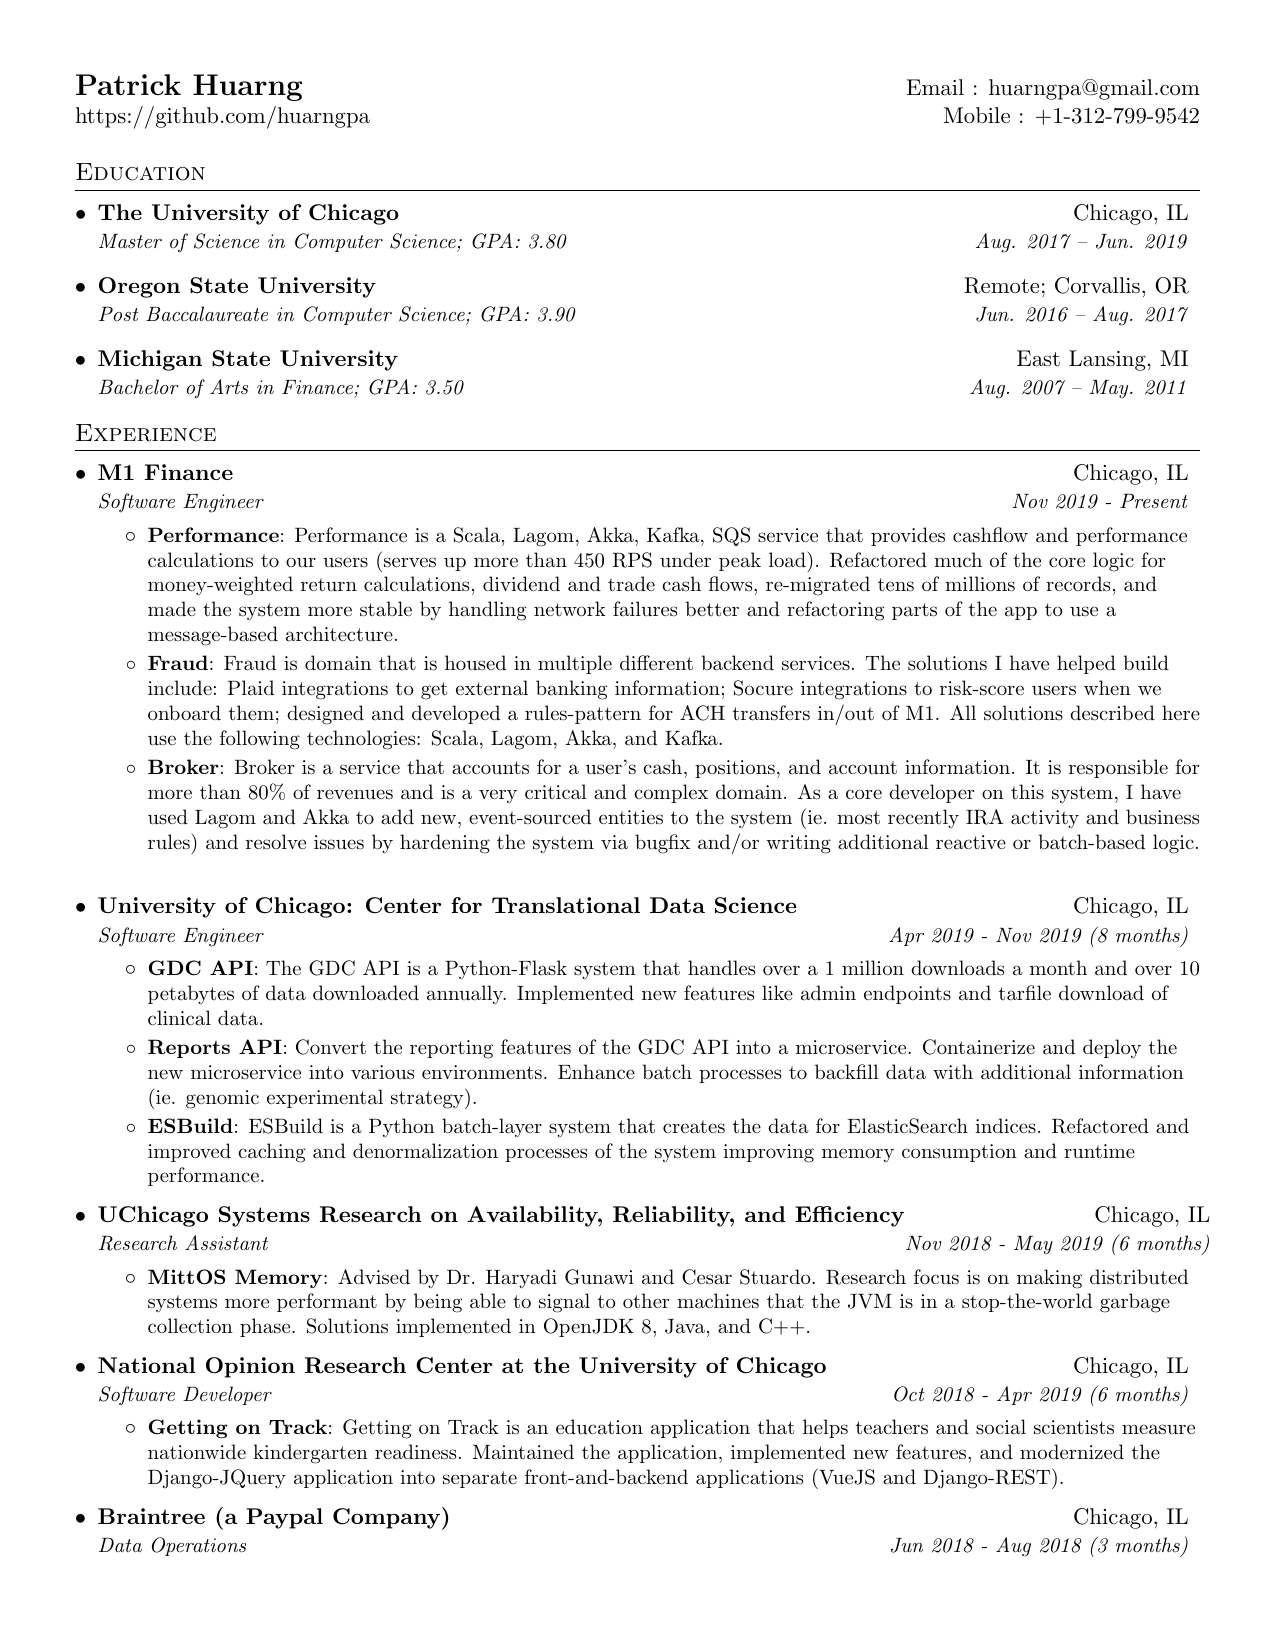 Patrick Huarng
Email : huarngpa@gmail.com
https://github.com/huarngpa
Mobile : +1-312-799-9542
Education
• The University of Chicago
Chicago, IL
Master of Science in Computer Science; GPA: 3.80
Aug. 2017 – Jun. 2019
• Oregon State University
Remote; Corvallis, OR
Post Baccalaureate in Computer Science; GPA: 3.90
Jun. 2016 – Aug. 2017
• Michigan State University
East Lansing, MI
Bachelor of Arts in Finance; GPA: 3.50
Aug. 2007 – May. 2011
Experience
• M1 Finance
Chicago, IL
Software Engineer
Nov 2019 - Present
◦ Performance: Performance is a Scala, Lagom, Akka, Kafka, SQS service that provides cashflow and performance
calculations to our users (serves up more than 450 RPS under peak load). Refactored much of the core logic for
money-weighted return calculations, dividend and trade cash flows, re-migrated tens of millions of records, and
made the system more stable by handling network failures better and refactoring parts of the app to use a
message-based architecture.
◦ Fraud: Fraud is domain that is housed in multiple different backend services. The solutions I have helped build
include: Plaid integrations to get external banking information; Socure integrations to risk-score users when we
onboard them; designed and developed a rules-pattern for ACH transfers in/out of M1. All solutions described here
use the following technologies: Scala, Lagom, Akka, and Kafka.
◦ Broker: Broker is a service that accounts for a user's cash, positions, and account information. It is responsible for
more than 80% of revenues and is a very critical and complex domain. As a core developer on this system, I have
used Lagom and Akka to add new, event-sourced entities to the system (ie. most recently IRA activity and business
rules) and resolve issues by hardening the system via bugfix and/or writing additional reactive or batch-based logic.
• University of Chicago: Center for Translational Data Science
Chicago, IL
Software Engineer
Apr 2019 - Nov 2019 (8 months)
◦ GDC API: The GDC API is a Python-Flask system that handles over a 1 million downloads a month and over 10
petabytes of data downloaded annually. Implemented new features like admin endpoints and tarfile download of
clinical data.
◦ Reports API: Convert the reporting features of the GDC API into a microservice. Containerize and deploy the
new microservice into various environments. Enhance batch processes to backfill data with additional information
(ie. genomic experimental strategy).
◦ ESBuild: ESBuild is a Python batch-layer system that creates the data for ElasticSearch indices. Refactored and
improved caching and denormalization processes of the system improving memory consumption and runtime
performance.
• UChicago Systems Research on Availability, Reliability, and Efficiency
Chicago, IL
Research Assistant
Nov 2018 - May 2019 (6 months)
◦ MittOS Memory: Advised by Dr. Haryadi Gunawi and Cesar Stuardo. Research focus is on making distributed
systems more performant by being able to signal to other machines that the JVM is in a stop-the-world garbage
collection phase. Solutions implemented in OpenJDK 8, Java, and C++.
• National Opinion Research Center at the University of Chicago
Chicago, IL
Software Developer
Oct 2018 - Apr 2019 (6 months)
◦ Getting on Track: Getting on Track is an education application that helps teachers and social scientists measure
nationwide kindergarten readiness. Maintained the application, implemented new features, and modernized the
Django-JQuery application into separate front-and-backend applications (VueJS and Django-REST).
• Braintree (a Paypal Company)
Chicago, IL
Data Operations
Jun 2018 - Aug 2018 (3 months)